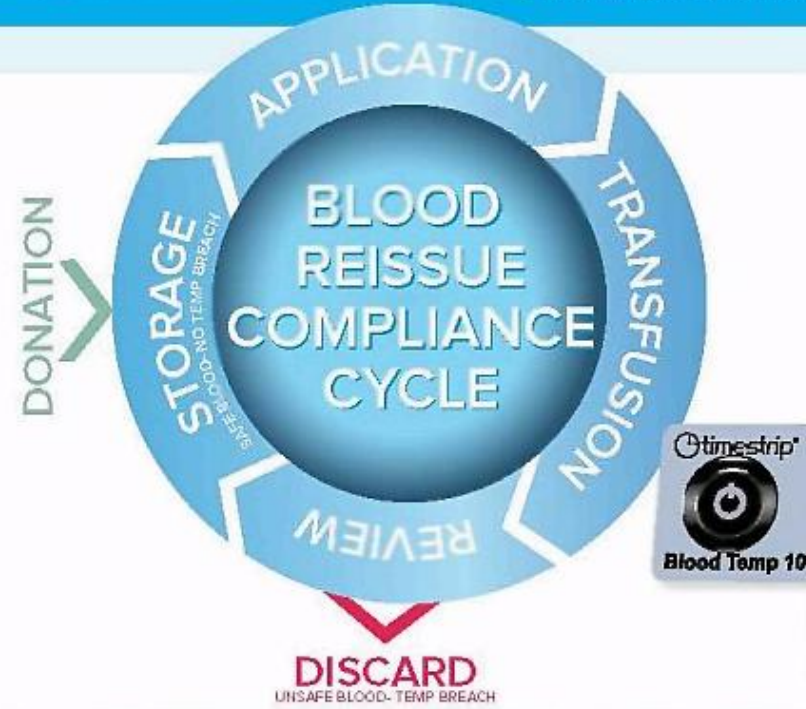 APPLICATION
TRANSFUSION
REVIEW
STORAGE
SAFE BLOOD-NO TEMP BREACH
DONATION
BLOOD
REISSUE
COMPLIANCE
CYCLE
timestrip®
Blood Temp 10
DISCARD
UNSAFE BLOOD- TEMP BREACH